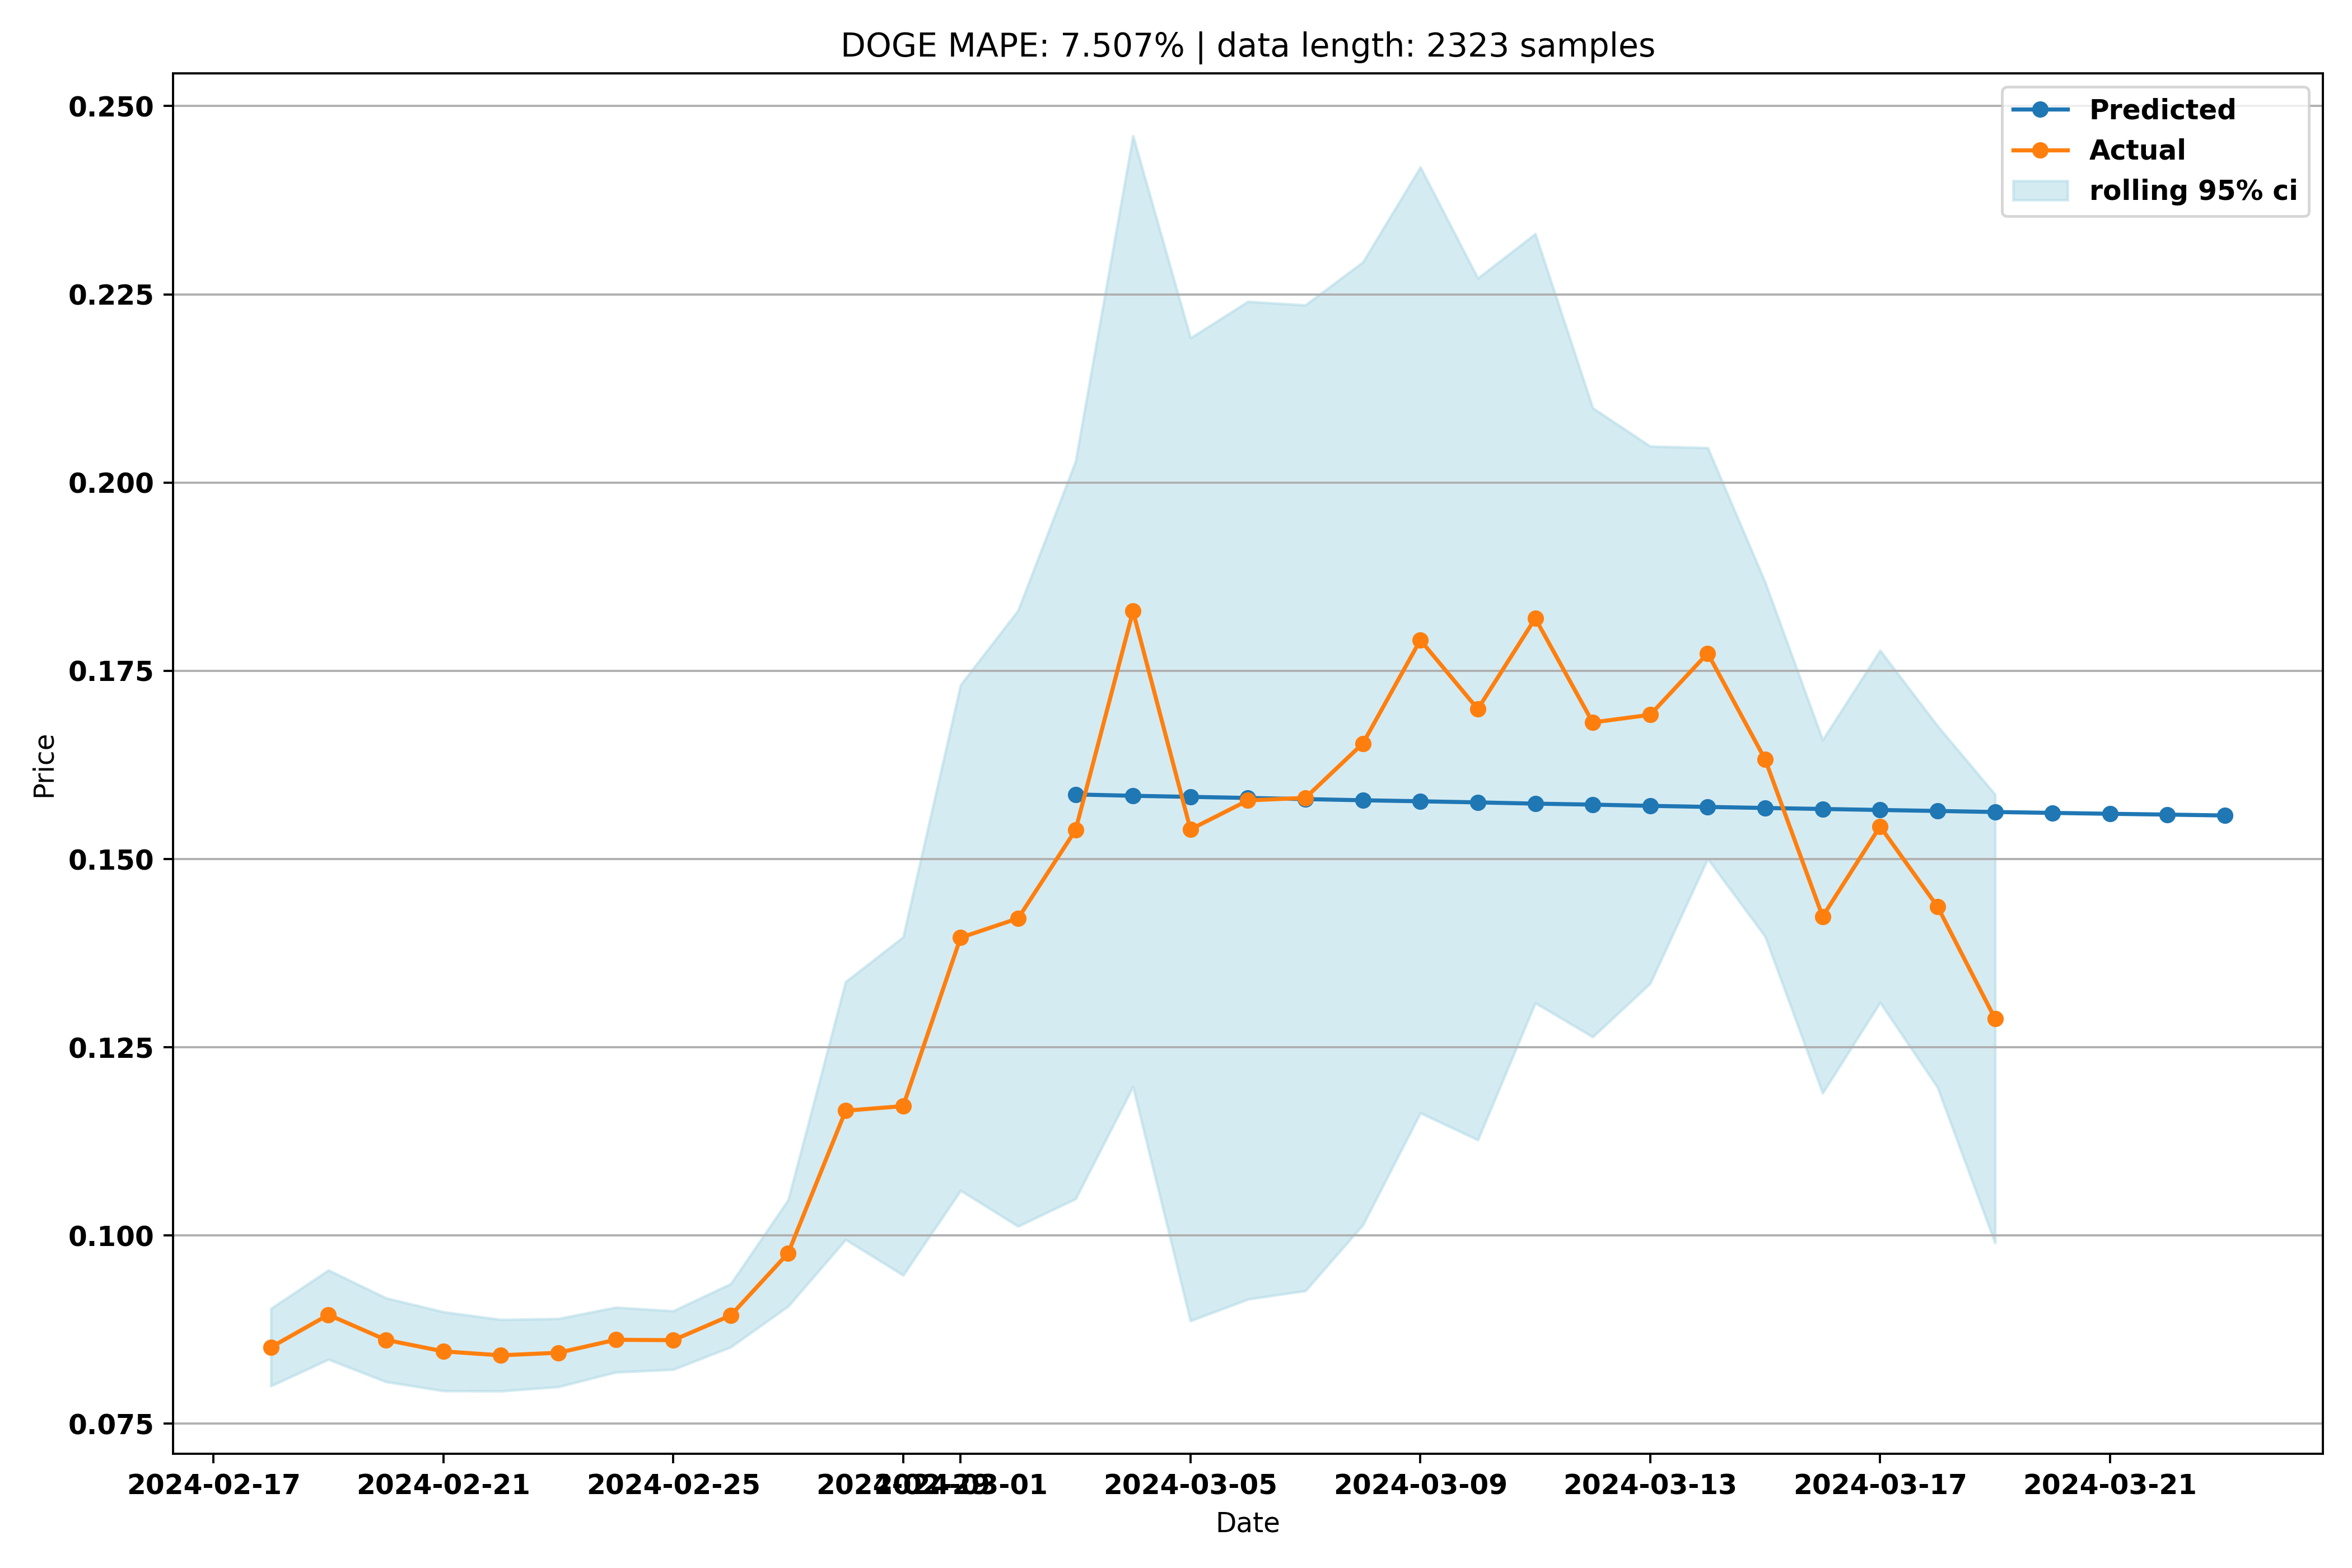 DOGE MAPE: 7.507% | data length: 2323 samples
0.250
0.225
0.200
0.175
0.150
0.125
0.100
0.075
Price
Predicted
Actual
rolling 95% ci
2024-02-17 2024-02-21 2024-02-25 2024-02-29 2024-03-01 2024-03-05 2024-03-09 2024-03-13 2024-03-17 2024-03-21
Date